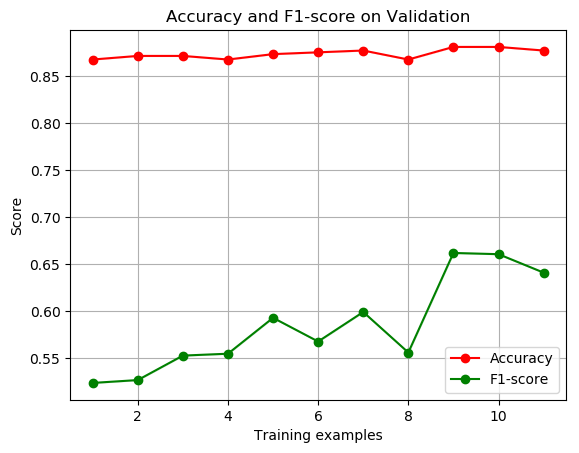 Accuracy and F1-score on Validation
0.85
0.80
0.75
0.70
0.65
0.60
0.55
Score
2 4 6 8 10
Training examples
Accuracy
F1-score